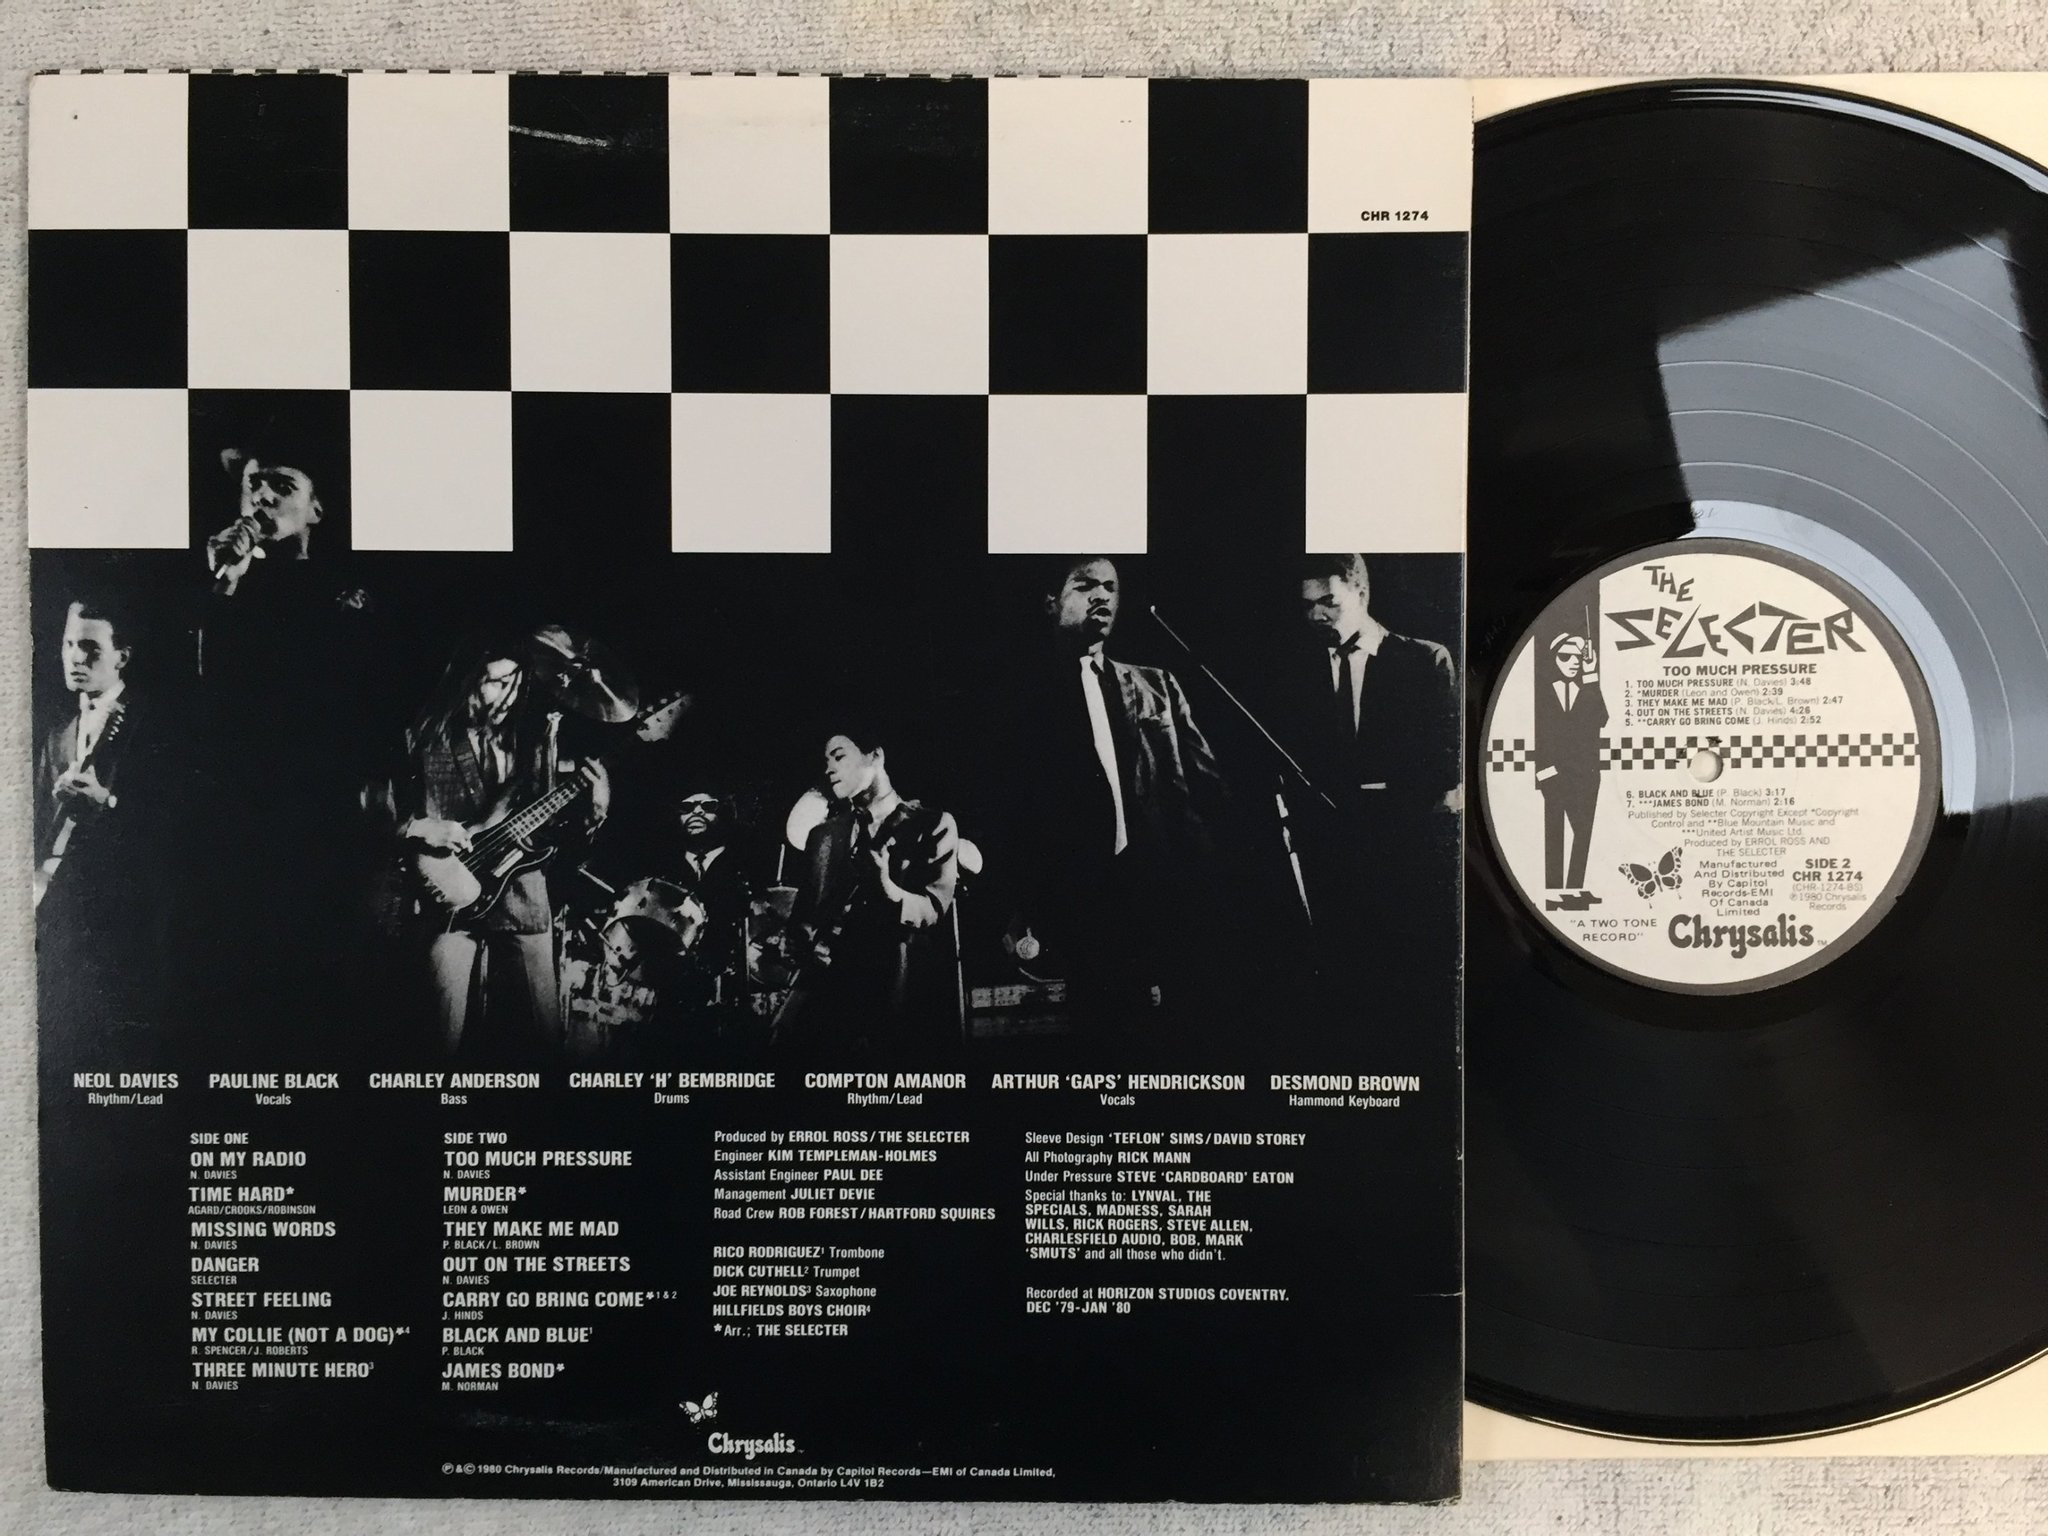 CHR 1274
NEOL DAVIES
Rhythm/Lead
PAULINE BLACK
Vocals
CHARLEY ANDERSON
Bass
CHARLEY 'H' BEMBRIDGE
Drums
COMPTON AMANOR
Rhythm/Lead
ARTHUR 'GAPS' HENDRICKSON
Vocals
DESMOND BROWN
Hammond Keyboard
SIDE ONE
ON MY RADIO
N. DAVIES
TIME HARD*
AGARD/CROOKS/ROBINSON
MISSING WORDS
N. DAVIES
DANGER
SELECTER
STREET FEELING
N. DAVIES
MY COLLIE (NOT A DOG)*4
R. SPENCER/J. ROBERTS
THREE MINUTE HERO3
N. DAVIES
SIDE TWO
TOO MUCH PRESSURE
N. DAVIES
MURDER*
LEON & OWEN
THEY MAKE ME MAD
P. BLACK/L. BROWN
OUT ON THE STREETS
N. DAVIES
CARRY GO BRING COME*1 & 2
J. HINDS
BLACK AND BLUE1
P. BLACK
JAMES BOND*
M. NORMAN
Produced by ERROL ROSS/THE SELECTER
Engineer KIM TEMPLEMAN-HOLMES
Assistant Engineer PAUL DEE
Management JULIET DEVIE
Road Crew ROB FOREST/HARTFORD SQUIRES
RICO RODRIGUEZ1 Trombone
DICK CUTHELL2 Trumpet
JOE REYNOLDS3 Saxophone
HILLFIELDS BOYS CHOIR4
*Arr.; THE SELECTER
Sleeve Design 'TEFLON' SIMS/DAVID STOREY
All Photography RICK MANN
Under Pressure STEVE 'CARDBOARD' EATON
Special thanks to: LYNVAL, THE
SPECIALS, MADNESS, SARAH
WILLS, RICK ROGERS, STEVE ALLEN,
CHARLESFIELD AUDIO, BOB, MARK
'SMUTS' and all those who didn't.
Recorded at HORIZON STUDIOS COVENTRY.
DEC '79-JAN '80
Chrysalis
℗ & © 1980 Chrysalis Records/Manufactured and Distributed in Canada by Capitol Records—EMI of Canada Limited,
3109 American Drive, Mississauga, Ontario L4V 1B2
THE
SELECTER
TOO MUCH PRESSURE
1. TOO MUCH PRESSURE (N. Davies) 3:48
2. *MURDER (Leon and Owen) 2:39
3. THEY MAKE ME MAD (P. Black/L. Brown) 2:47
4. OUT ON THE STREETS (N. Davies) 4:26
5. **CARRY GO BRING COME (J. Hinds) 2:52
6. BLACK AND BLUE (P. Black) 3:17
7. ***JAMES BOND (M. Norman) 2:16
Published by Selecter Copyright Except *Copyright
Control and **Blue Mountain Music and
***United Artist Music Ltd.
Produced by ERROL ROSS AND
THE SELECTER
Manufactured
And Distributed
By Capitol
Records-EMI
Of Canada
Limited
SIDE 2
CHR 1274
(CHR-1274-BS)
℗1980 Chrysalis
Records
"A TWO TONE
RECORD"
Chrysalis TM